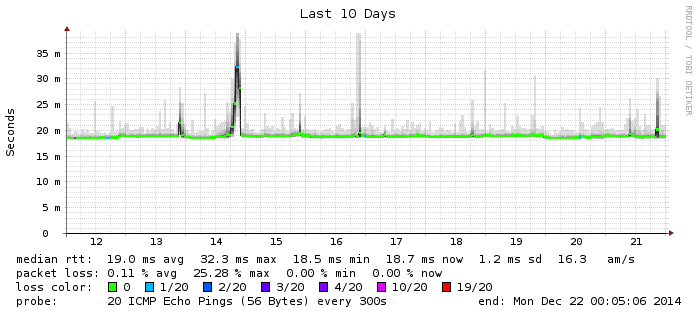 Last 10 Days
RRDTOOL / TOBI OETIKER
Seconds
35 m
30 m
25 m
20 m
15 m
10 m
5 m
0
12 13 14 15 16 17 18 19 20 21
median rtt: 19.0 ms avg 32.3 ms max 18.5 ms min 18.7 ms now 1.2 ms sd 16.3 am/s
packet loss: 0.11 % avg 25.28 % max 0.00 % min 0.00 % now
loss color: 0 1/20 2/20 3/20 4/20 10/20 19/20
probe: 20 ICMP Echo Pings (56 Bytes) every 300s end: Mon Dec 22 00:05:06 2014